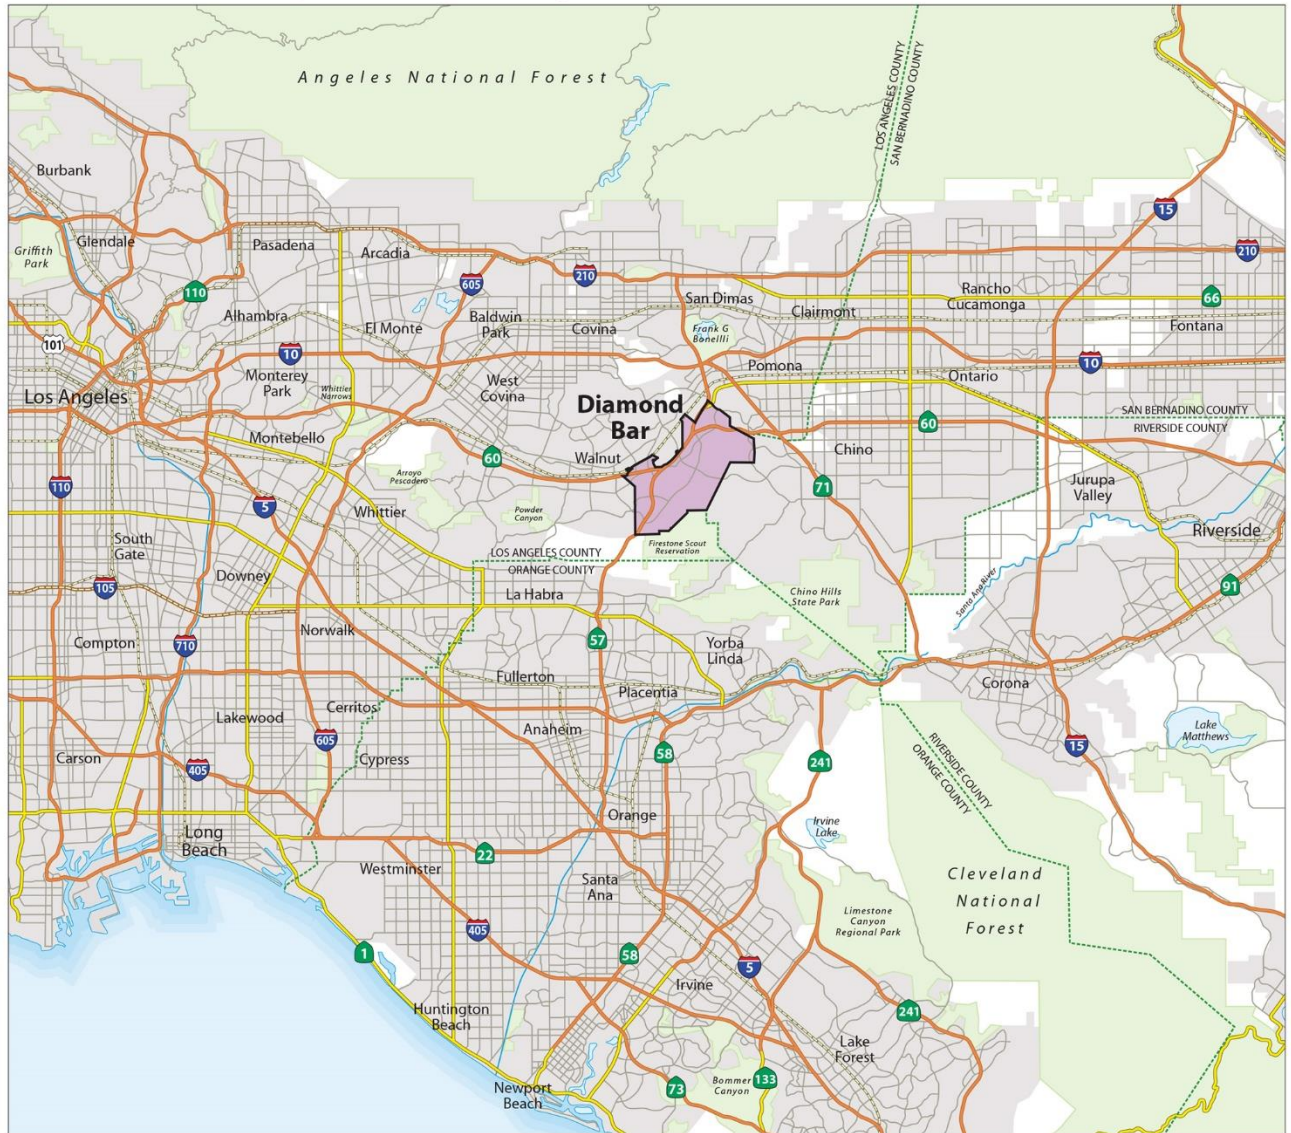 Angeles National Forest
LOS ANGELES COUNTY
SAN BERNADINO COUNTY
Burbank
15
Glendale
Pasadena
Arcadia
Griffith
Park
210
605
210
110
San Dimas
Rancho
Cucamonga
66
Alhambra
El Monte
Baldwin
Park
Covina
Frank G
Bonellli
Clairmont
Fontana
101
10
10
Monterey
Park
Pomona
Ontario
Los Angeles
Whittier
Narrows
West
Covina
Diamond
Bar
SAN BERNADINO COUNTY
RIVERSIDE COUNTY
Montebello
60
60
Walnut
Chino
Arroyo
Pescadero
110
71
Jurupa
Valley
5
Whittier
Powder
Canyon
South
Gate
Firestone Scout
Reservation
Riverside
LOS ANGELES COUNTY
ORANGE COUNTY
Downey
105
La Habra
Chino Hills
State Park
Santa Ana River
91
Compton
710
Norwalk
57
Yorba
Linda
Fullerton
Placentia
Corona
Lakewood
Cerritos
Anaheim
Lake
Matthews
605
58
15
Carson
405
Cypress
241
RIVERSIDE COUNTY
ORANGE COUNTY
Long
Beach
Orange
Irvine
Lake
22
Westminster
Santa
Ana
Cleveland
National
Forest
Limestone
Canyon
Regional Park
405
1
58
5
Irvine
Huntington
Beach
241
Lake
Forest
Newport
Beach
73
Bommer
Canyon
133